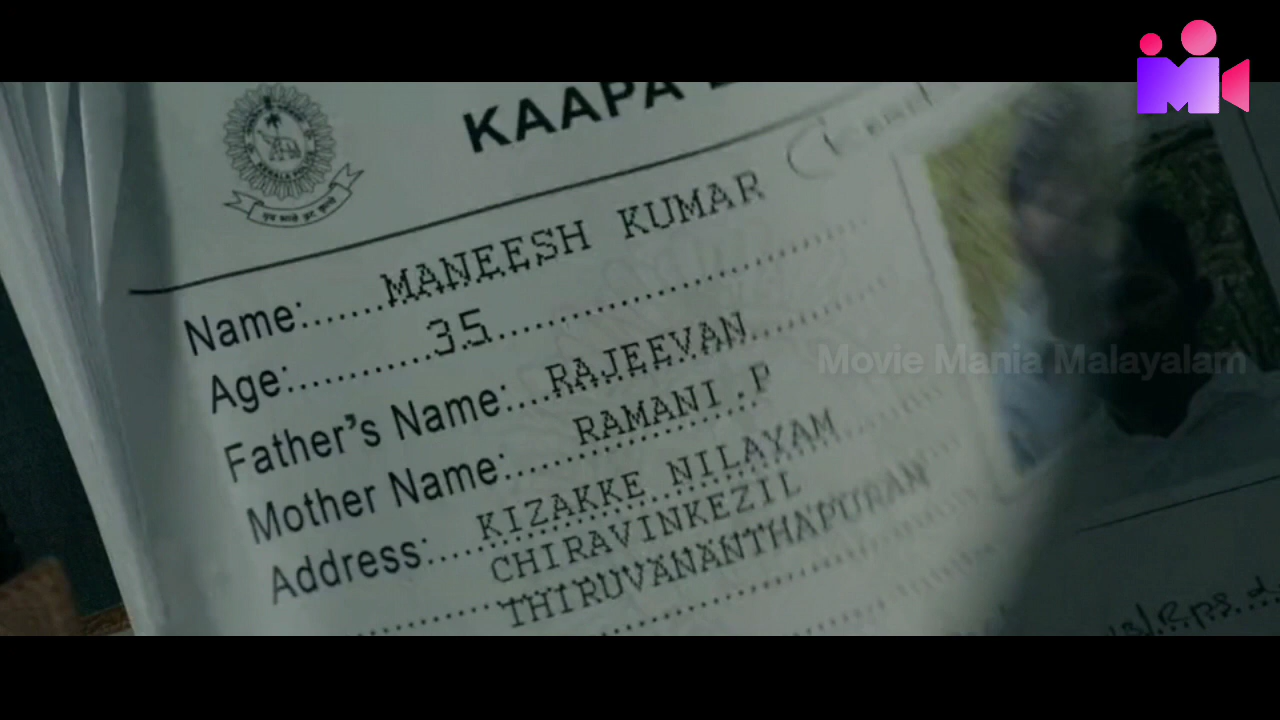 KAAPA
Name:.......MANEESH KUMAR
Age:............35
Father's Name:....RAJEEVAN
Mother Name:......RAMANI .P
Address:....KIZAKKE NILAYAM
CHIRAVINKEZIL
THIRUVANANTHAPURAM
Movie Mania Malayalam